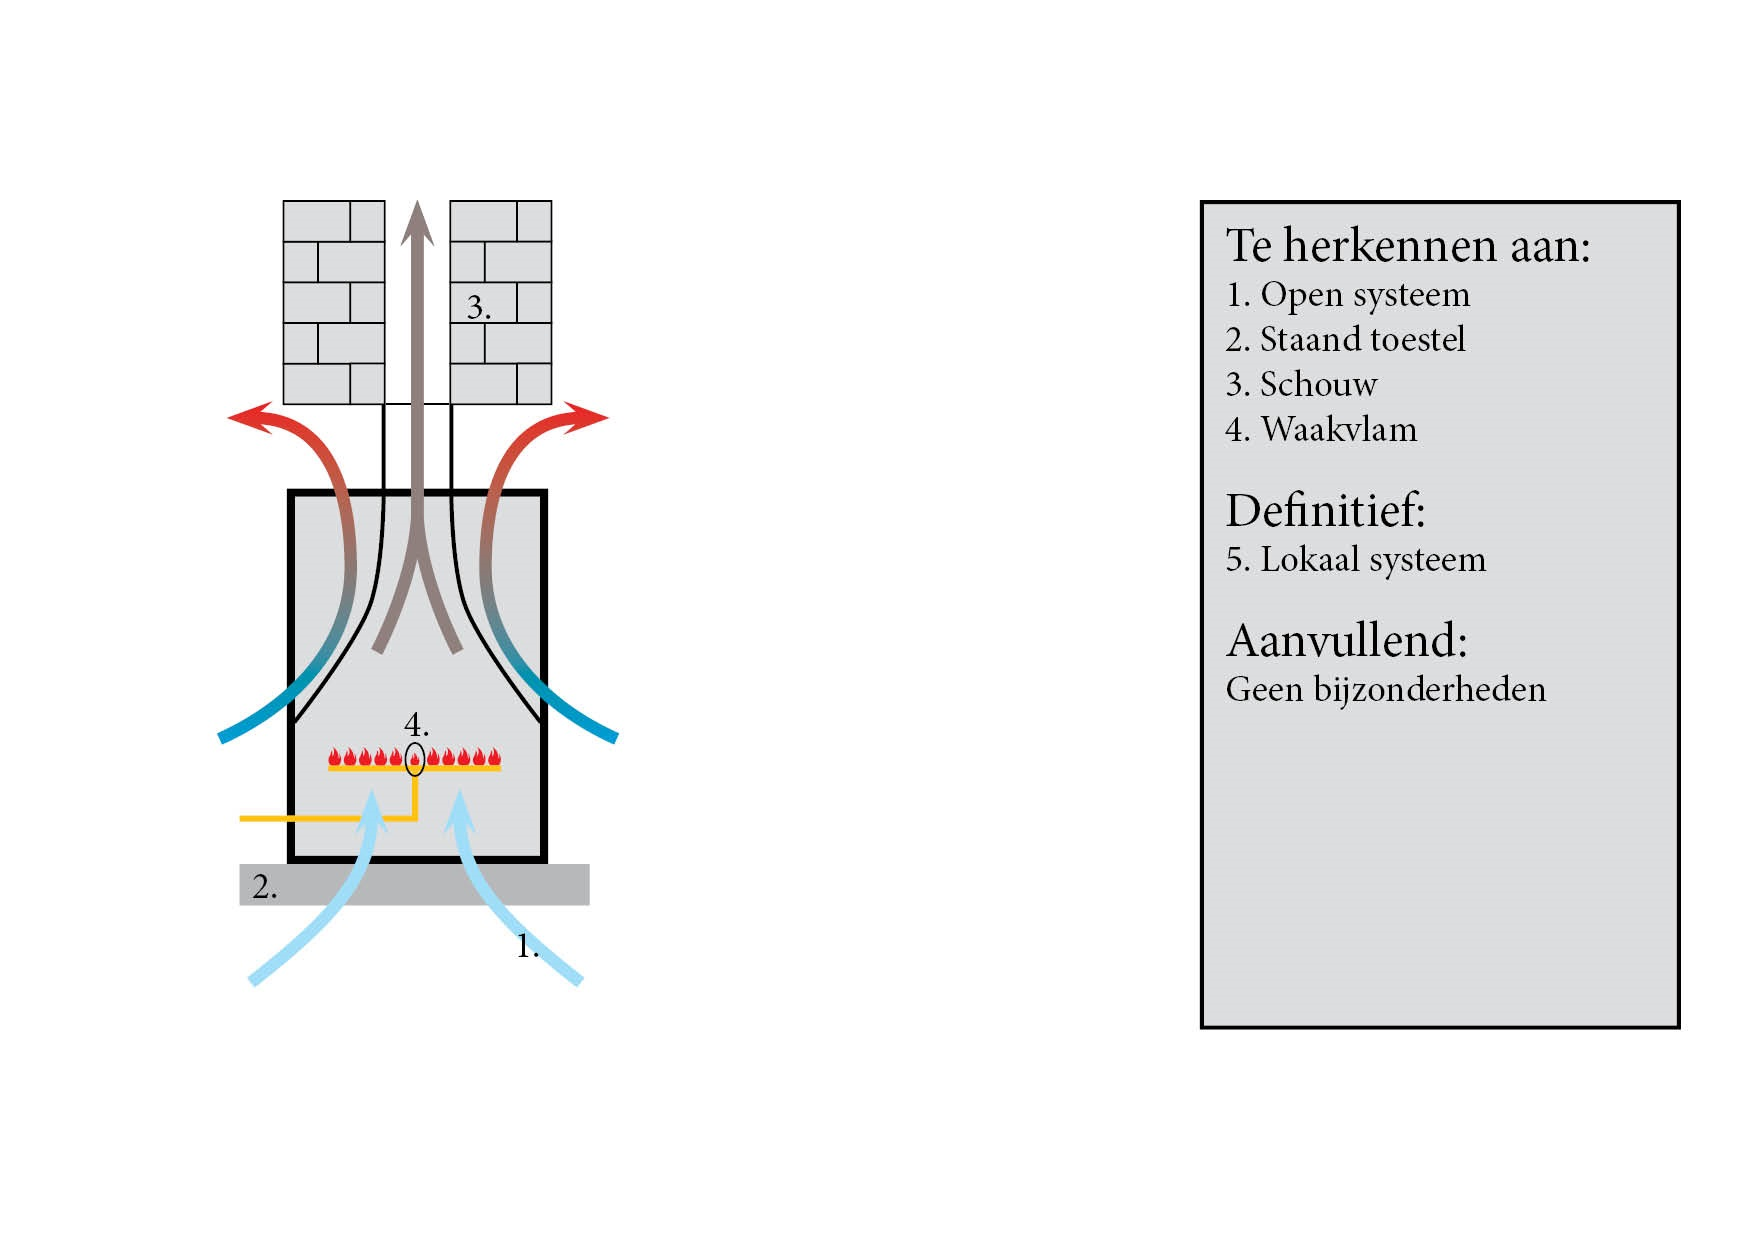 3.
4.
2.
1.
Te herkennen aan:
1. Open systeem
2. Staand toestel
3. Schouw
4. Waakvlam
Definitief:
5. Lokaal systeem
Aanvullend:
Geen bijzonderheden